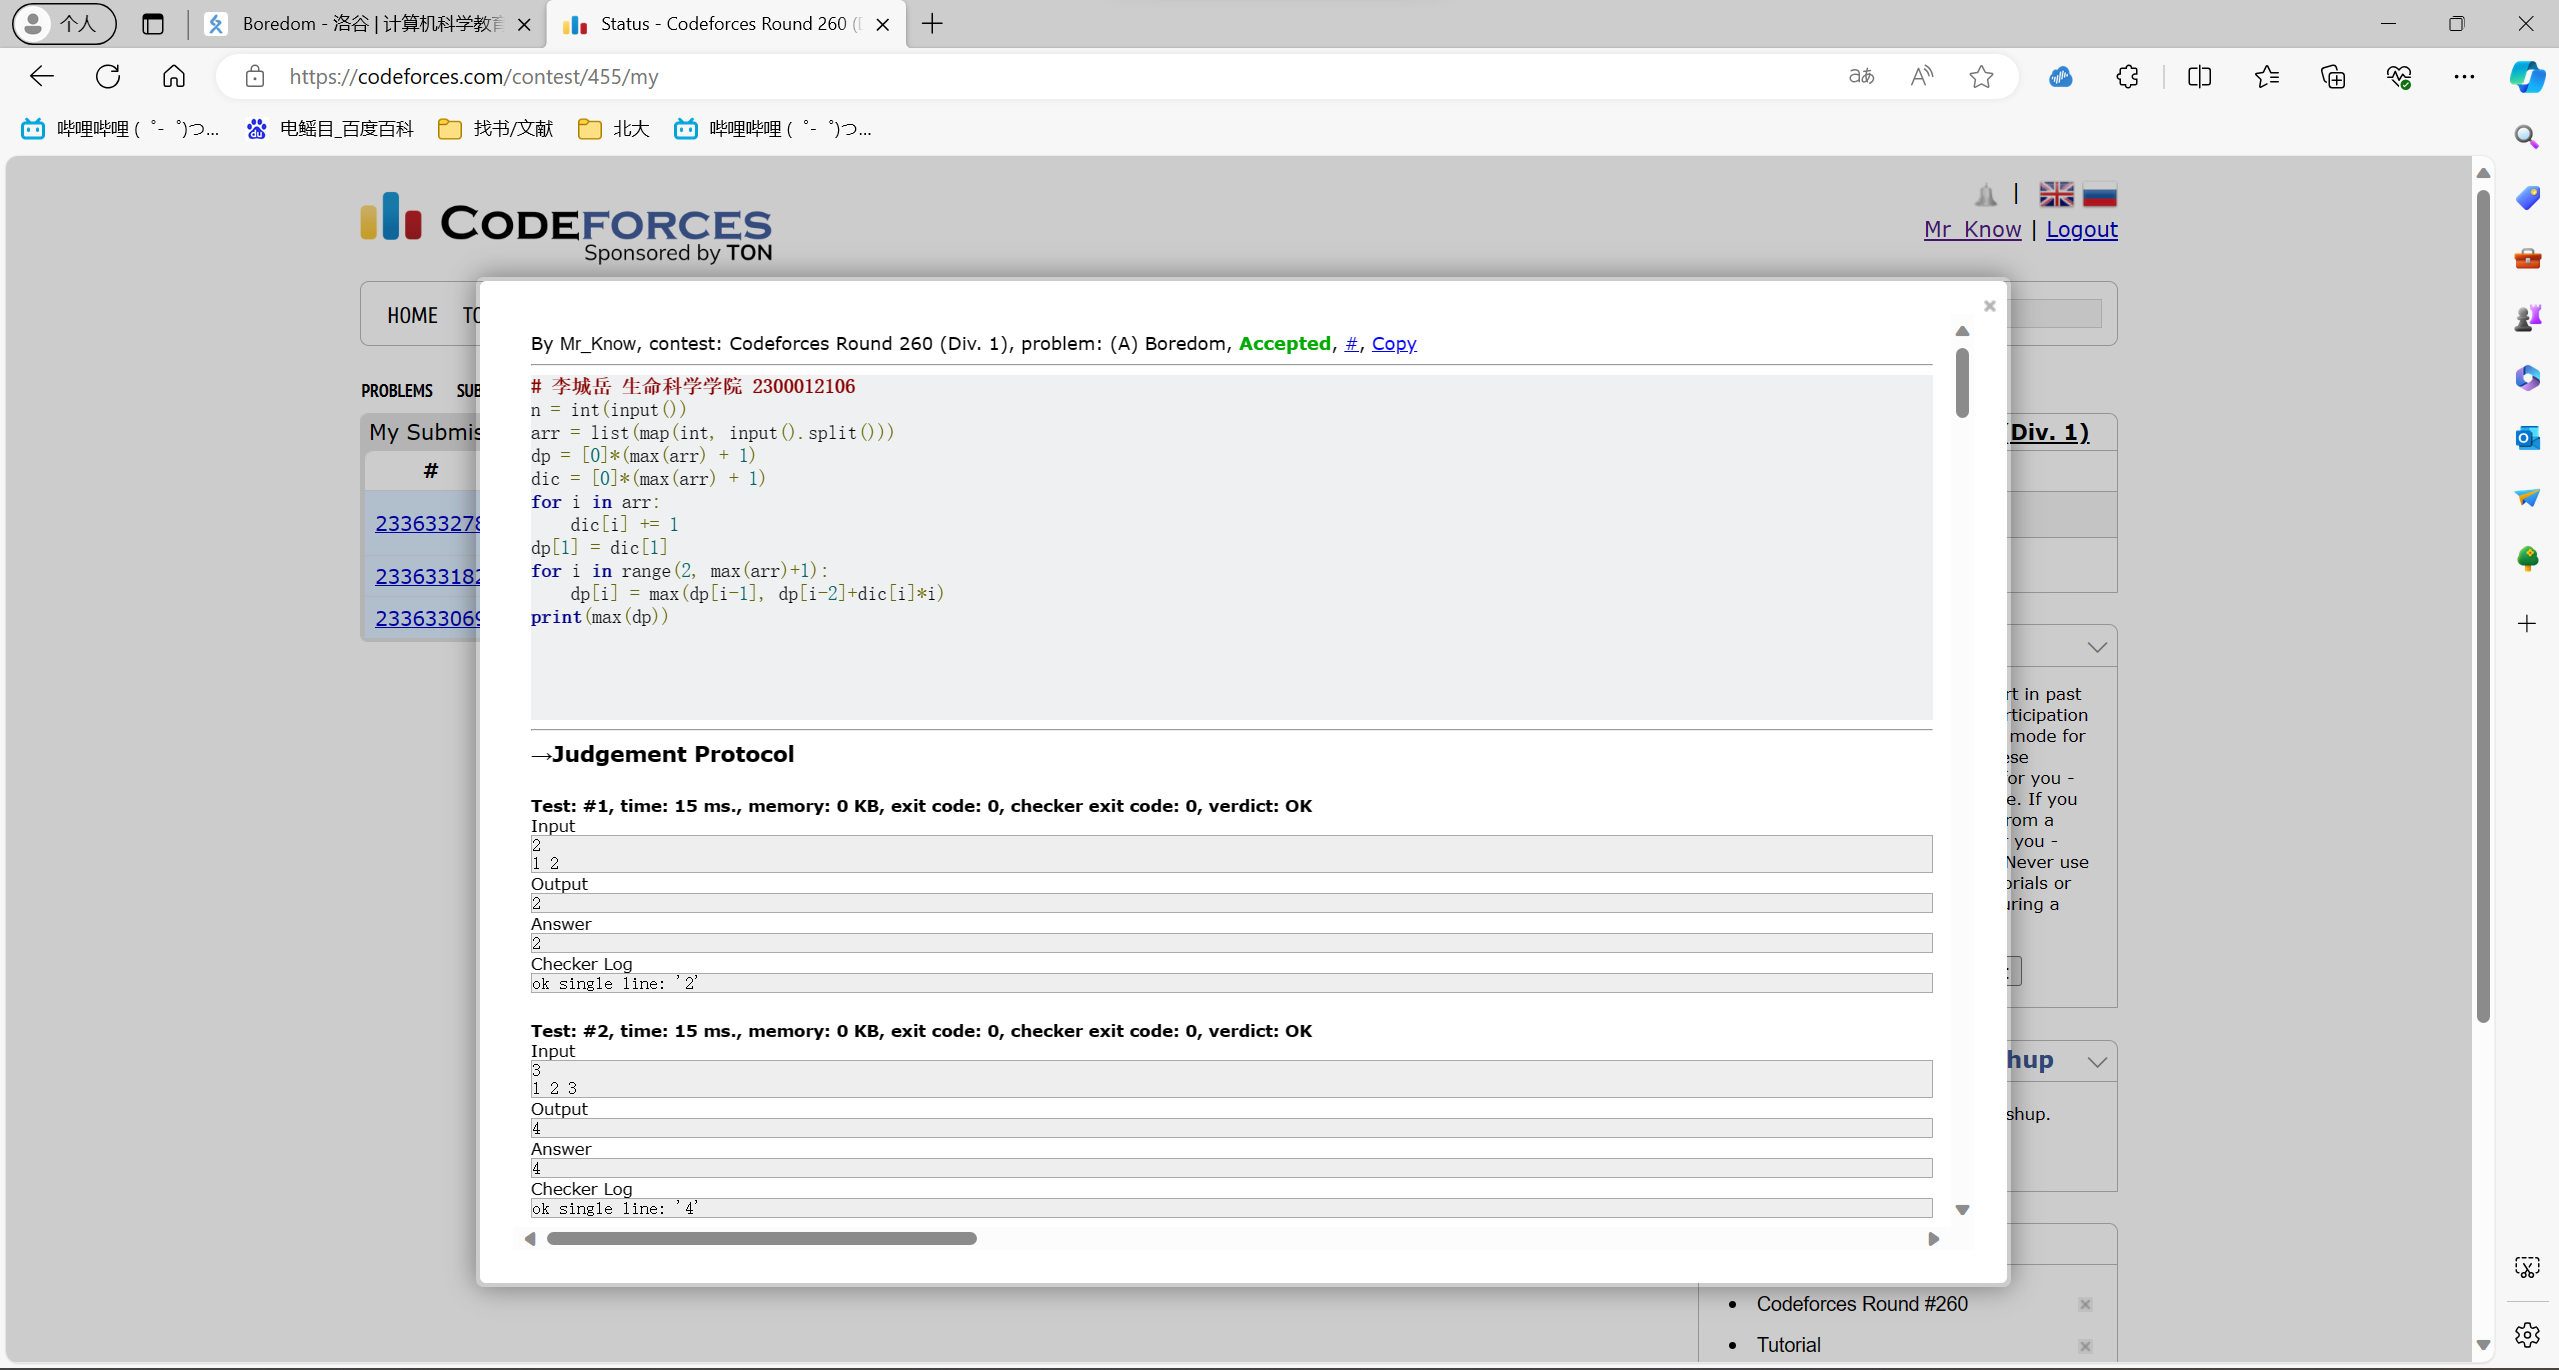 个人
Boredom - 洛谷 | 计算机科学教育
Status - Codeforces Round 260 (
https://codeforces.com/contest/455/my
哔哩哔哩 ( ゜- ゜)つ...
电鳐目_百度百科
找书/文献
北大
哔哩哔哩 ( ゜- ゜)つ...
CODEFORCES
Sponsored by TON
|
Mr_Know | Logout
HOME TO
PROBLEMS SUB
My Submis
#
233633278
233633182
233633069
By Mr_Know, contest: Codeforces Round 260 (Div. 1), problem: (A) Boredom, Accepted, #, Copy
# 李城岳 生命科学学院 2300012106
n = int(input())
arr = list(map(int, input().split()))
dp = [0]*(max(arr) + 1)
dic = [0]*(max(arr) + 1)
for i in arr:
    dic[i] += 1
dp[1] = dic[1]
for i in range(2, max(arr)+1):
    dp[i] = max(dp[i-1], dp[i-2]+dic[i]*i)
print(max(dp))
→Judgement Protocol
Test: #1, time: 15 ms., memory: 0 KB, exit code: 0, checker exit code: 0, verdict: OK
Input
2
1 2
Output
2
Answer
2
Checker Log
ok single line: '2'
Test: #2, time: 15 ms., memory: 0 KB, exit code: 0, checker exit code: 0, verdict: OK
Input
3
1 2 3
Output
4
Answer
4
Checker Log
ok single line: '4'
(Div. 1)
rt in past
rticipation
mode for
ese
for you -
e. If you
rom a
you -
Never use
orials or
uring a
hup
shup.
Codeforces Round #260
Tutorial